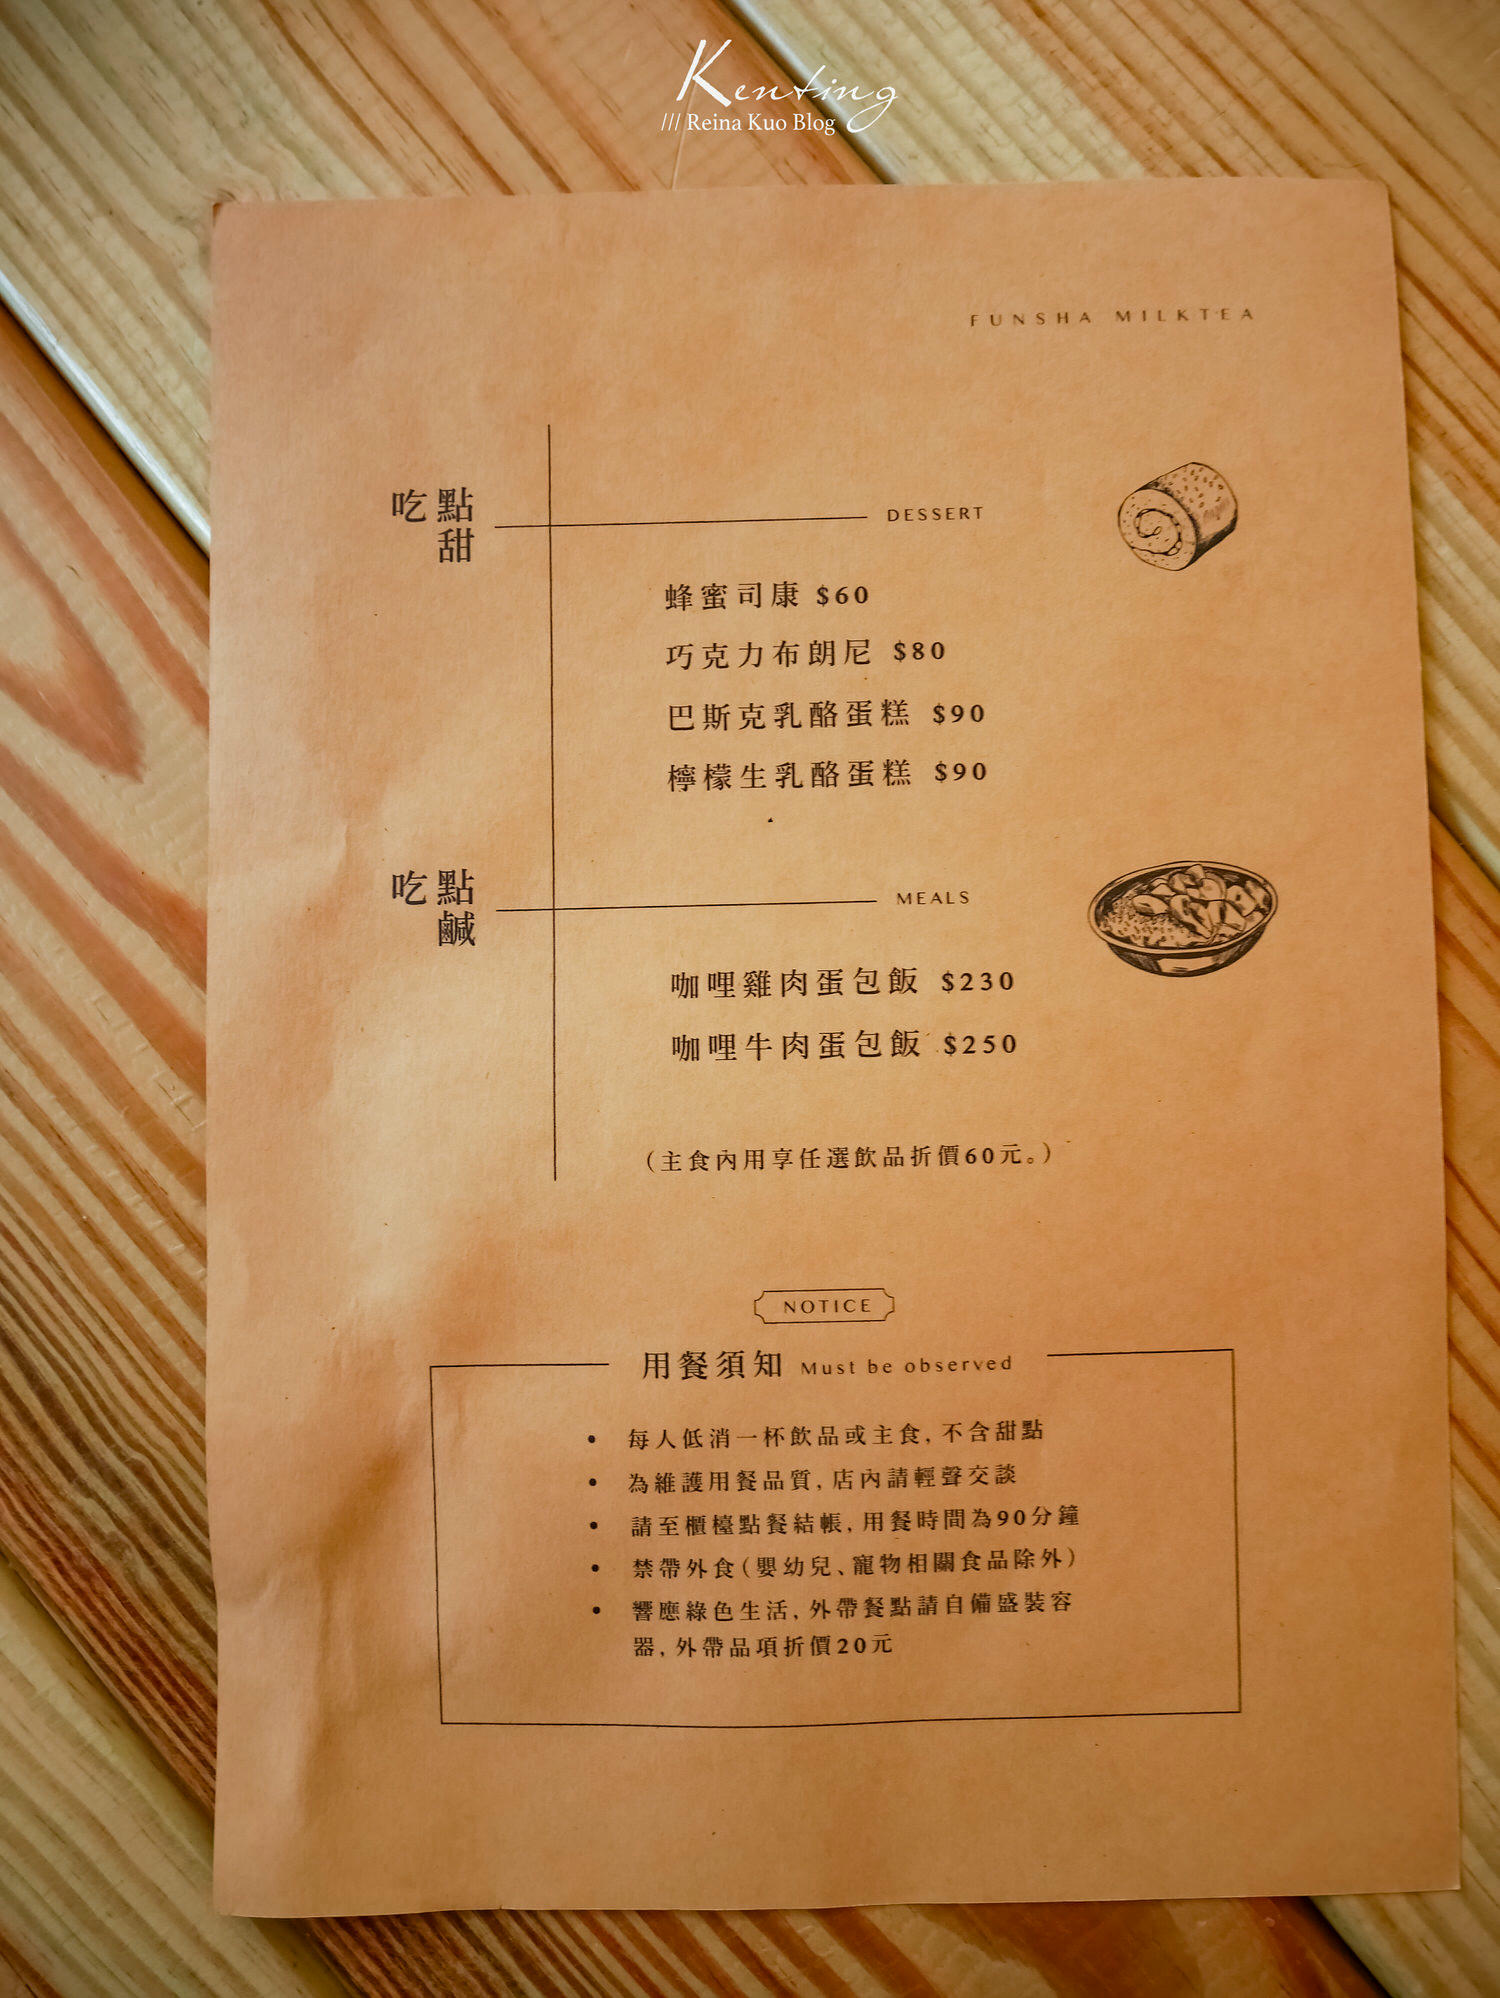 Kenting
/// Reina Kuo Blog
FUNSHA MILKTEA
吃點甜
DESSERT
蜂蜜司康 $60
巧克力布朗尼 $80
巴斯克乳酪蛋糕 $90
檸檬生乳酪蛋糕 $90
吃點鹹
MEALS
咖哩雞肉蛋包飯 $230
咖哩牛肉蛋包飯 $250
(主食內用享任選飲品折價60元。)
NOTICE
用餐須知 Must be observed
• 每人低消一杯飲品或主食,不含甜點
• 為維護用餐品質,店內請輕聲交談
• 請至櫃檯點餐結帳,用餐時間為90分鐘
• 禁帶外食(嬰幼兒、寵物相關食品除外)
• 響應綠色生活,外帶餐點請自備盛裝容
器,外帶品項折價20元